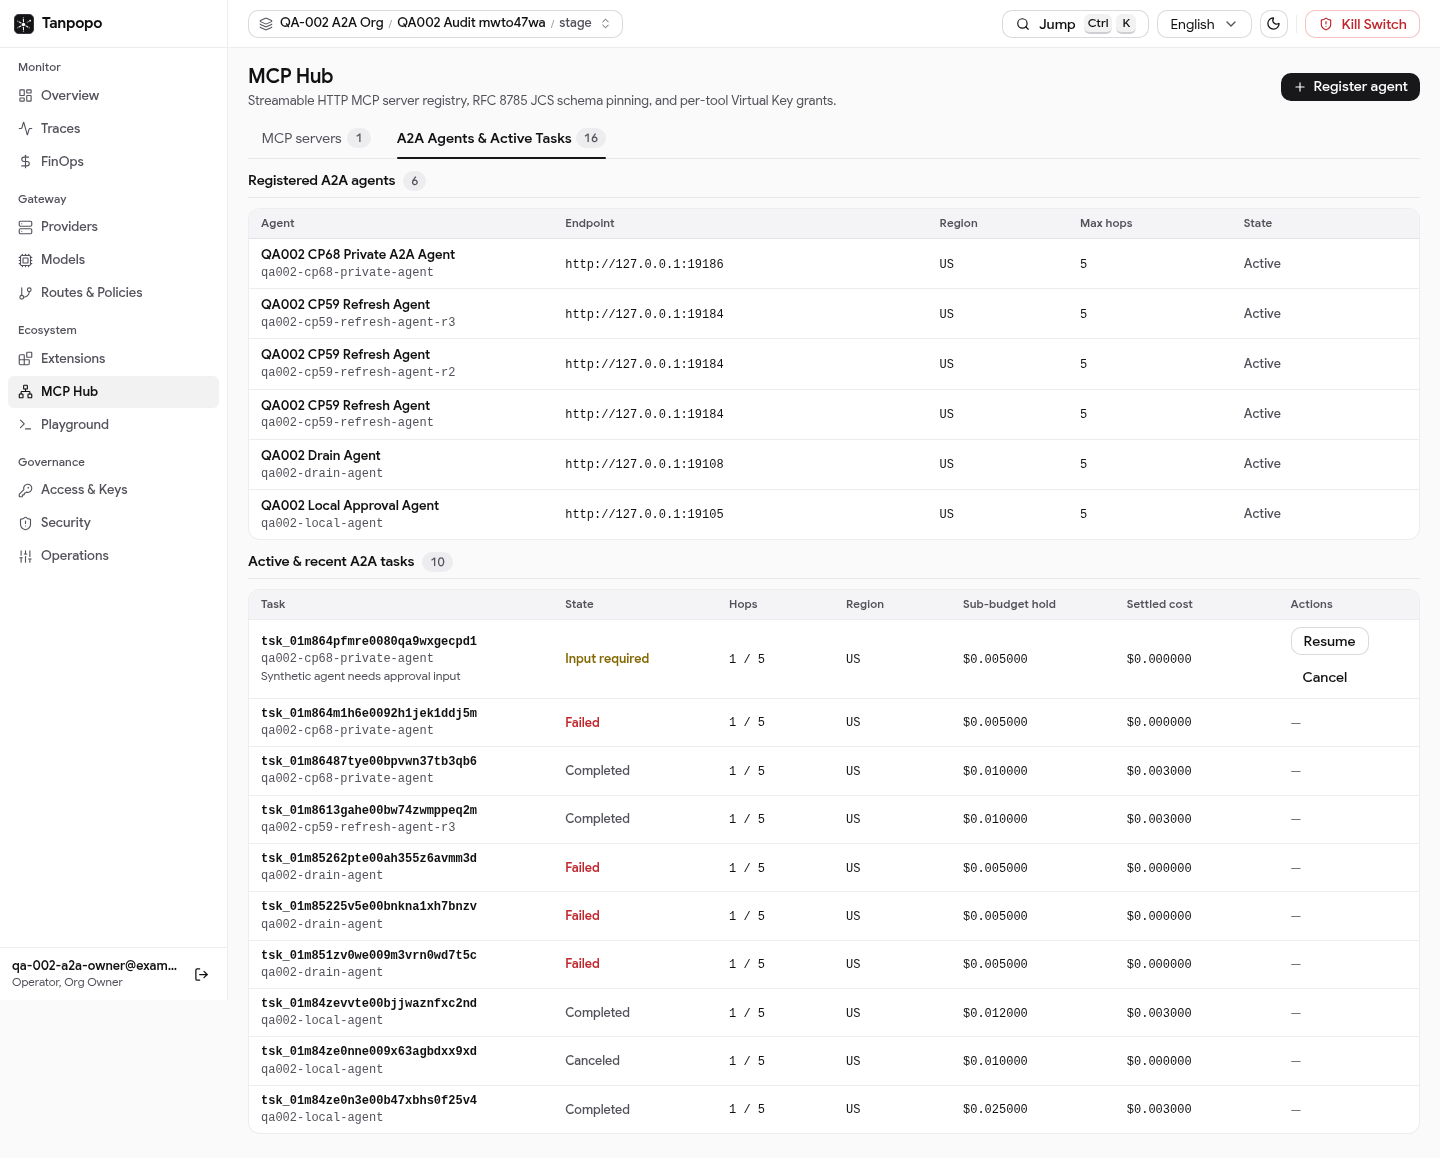 Tanpopo
QA-002 A2A Org / QA002 Audit mwto47wa / stage
Jump Ctrl K
English
Kill Switch
Monitor
Overview
Traces
FinOps
Gateway
Providers
Models
Routes & Policies
Ecosystem
Extensions
MCP Hub
Playground
Governance
Access & Keys
Security
Operations
qa-002-a2a-owner@exam...
Operator, Org Owner
MCP Hub
Streamable HTTP MCP server registry, RFC 8785 JCS schema pinning, and per-tool Virtual Key grants.
+ Register agent
MCP servers 1 A2A Agents & Active Tasks 16
Registered A2A agents 6
Agent Endpoint Region Max hops State
QA002 CP68 Private A2A Agent
qa002-cp68-private-agent
http://127.0.0.1:19186 US 5 Active
QA002 CP59 Refresh Agent
qa002-cp59-refresh-agent-r3
http://127.0.0.1:19184 US 5 Active
QA002 CP59 Refresh Agent
qa002-cp59-refresh-agent-r2
http://127.0.0.1:19184 US 5 Active
QA002 CP59 Refresh Agent
qa002-cp59-refresh-agent
http://127.0.0.1:19184 US 5 Active
QA002 Drain Agent
qa002-drain-agent
http://127.0.0.1:19108 US 5 Active
QA002 Local Approval Agent
qa002-local-agent
http://127.0.0.1:19105 US 5 Active
Active & recent A2A tasks 10
Task State Hops Region Sub-budget hold Settled cost Actions
tsk_01m864pfmre0080qa9wxgecpd1
qa002-cp68-private-agent
Synthetic agent needs approval input
Input required 1 / 5 US $0.005000 $0.000000
Resume
Cancel
tsk_01m864m1h6e0092h1jek1ddj5m
qa002-cp68-private-agent
Failed 1 / 5 US $0.005000 $0.000000 —
tsk_01m86487tye00bpvwn37tb3qb6
qa002-cp68-private-agent
Completed 1 / 5 US $0.010000 $0.003000 —
tsk_01m8613gahe00bw74zwmppeq2m
qa002-cp59-refresh-agent-r3
Completed 1 / 5 US $0.010000 $0.003000 —
tsk_01m85262pte00ah355z6avmm3d
qa002-drain-agent
Failed 1 / 5 US $0.005000 $0.000000 —
tsk_01m85225v5e00bnkna1xh7bnzv
qa002-drain-agent
Failed 1 / 5 US $0.005000 $0.000000 —
tsk_01m851zv0we009m3vrn0wd7t5c
qa002-drain-agent
Failed 1 / 5 US $0.005000 $0.000000 —
tsk_01m84zevvte00bjjwaznfxc2nd
qa002-local-agent
Completed 1 / 5 US $0.012000 $0.003000 —
tsk_01m84ze0nne009x63agbdxx9xd
qa002-local-agent
Canceled 1 / 5 US $0.010000 $0.000000 —
tsk_01m84ze0n3e00b47xbhs0f25v4
qa002-local-agent
Completed 1 / 5 US $0.025000 $0.003000 —